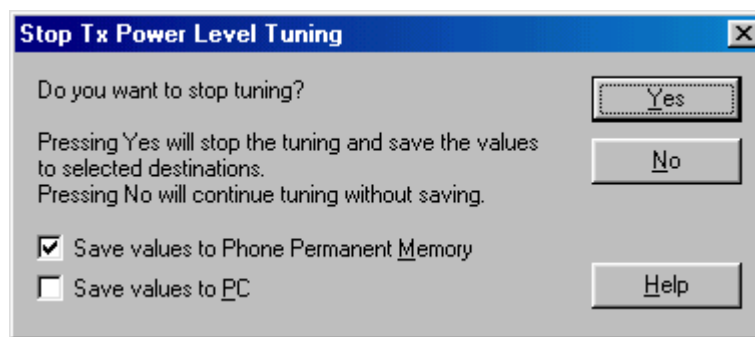 Stop Tx Power Level Tuning
Do you want to stop tuning?
Yes
Pressing Yes will stop the tuning and save the values
to selected destinations.
Pressing No will continue tuning without saving.
No
Save values to Phone Permanent Memory
Save values to PC
Help